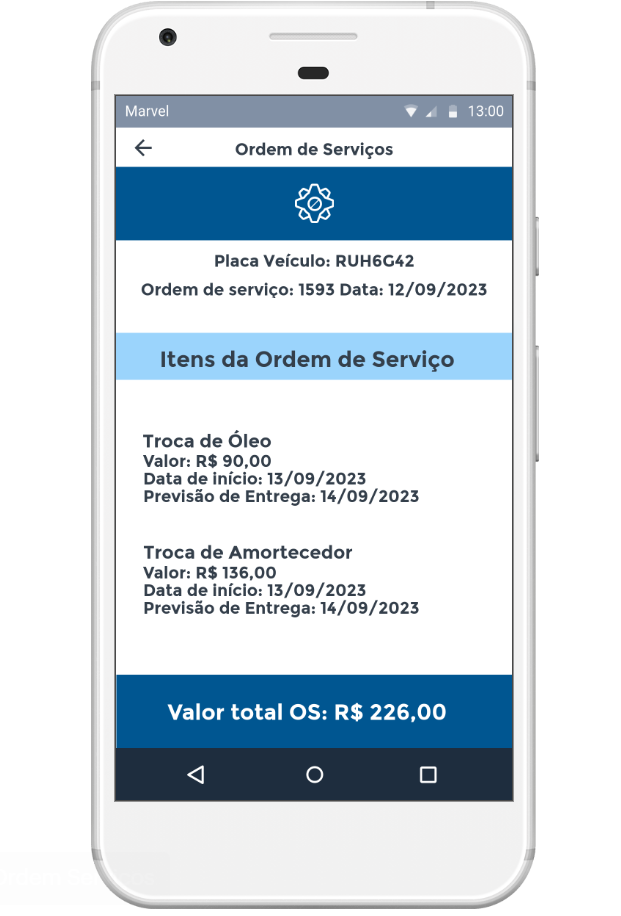 Marvel 13:00
Ordem de Serviços
Placa Veículo: RUH6G42
Ordem de serviço: 1593 Data: 12/09/2023
Itens da Ordem de Serviço
Troca de Óleo
Valor: R$ 90,00
Data de início: 13/09/2023
Previsão de Entrega: 14/09/2023
Troca de Amortecedor
Valor: R$ 136,00
Data de início: 13/09/2023
Previsão de Entrega: 14/09/2023
Valor total OS: R$ 226,00